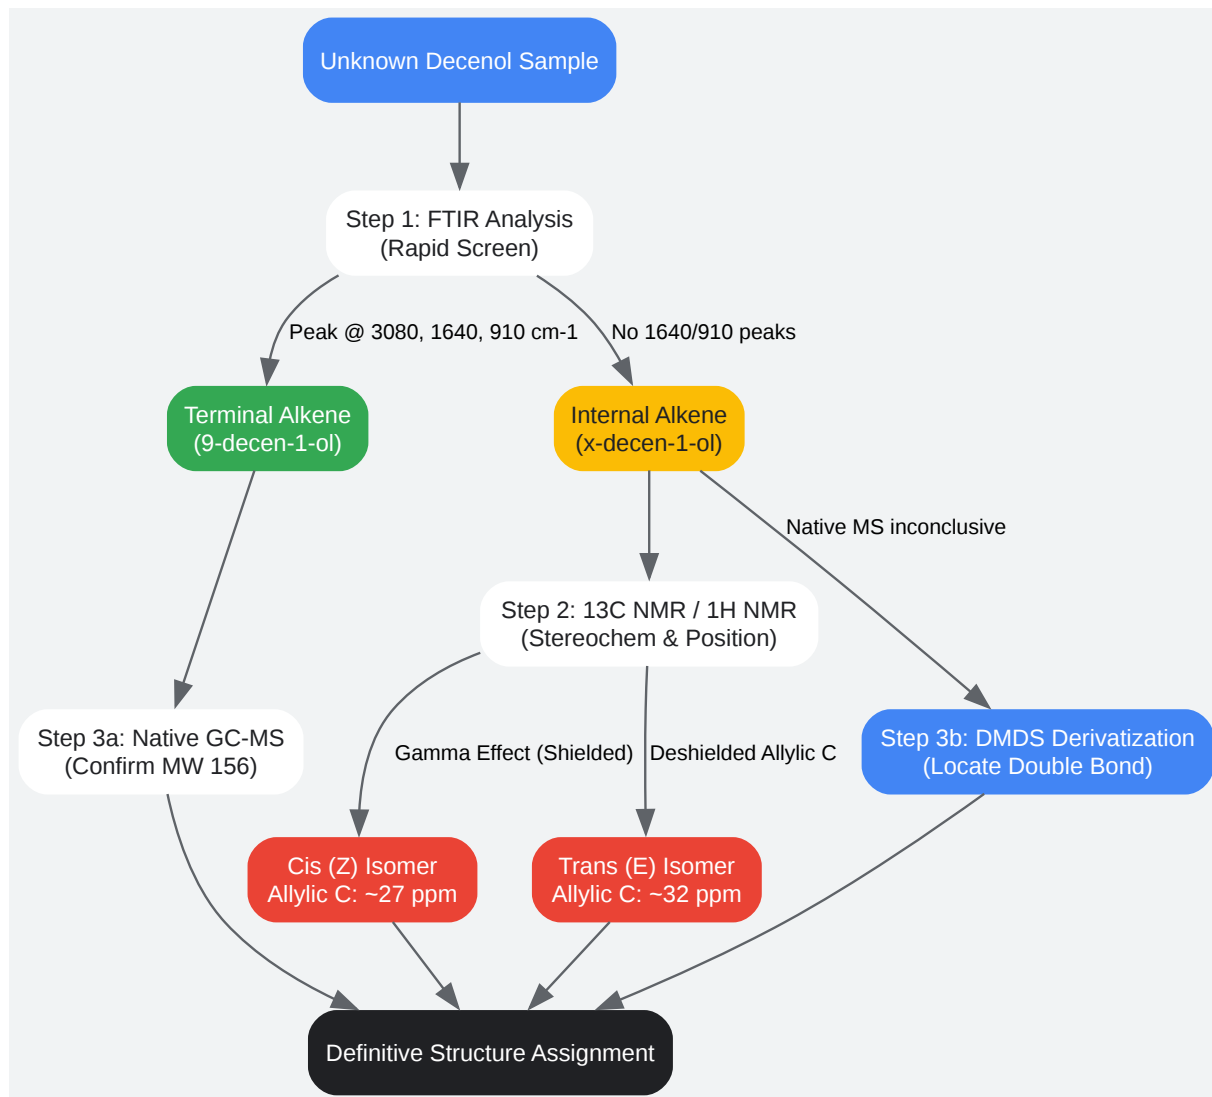 Unknown Decenol Sample
Step 1: FTIR Analysis
(Rapid Screen)
Peak @ 3080, 1640, 910 cm-1
No 1640/910 peaks
Terminal Alkene
(9-decen-1-ol)
Internal Alkene
(x-decen-1-ol)
Native MS inconclusive
Step 2: 13C NMR / 1H NMR
(Stereochem & Position)
Step 3a: Native GC-MS
(Confirm MW 156)
Gamma Effect (Shielded)
Deshielded Allylic C
Step 3b: DMDS Derivatization
(Locate Double Bond)
Cis (Z) Isomer
Allylic C: ~27 ppm
Trans (E) Isomer
Allylic C: ~32 ppm
Definitive Structure Assignment